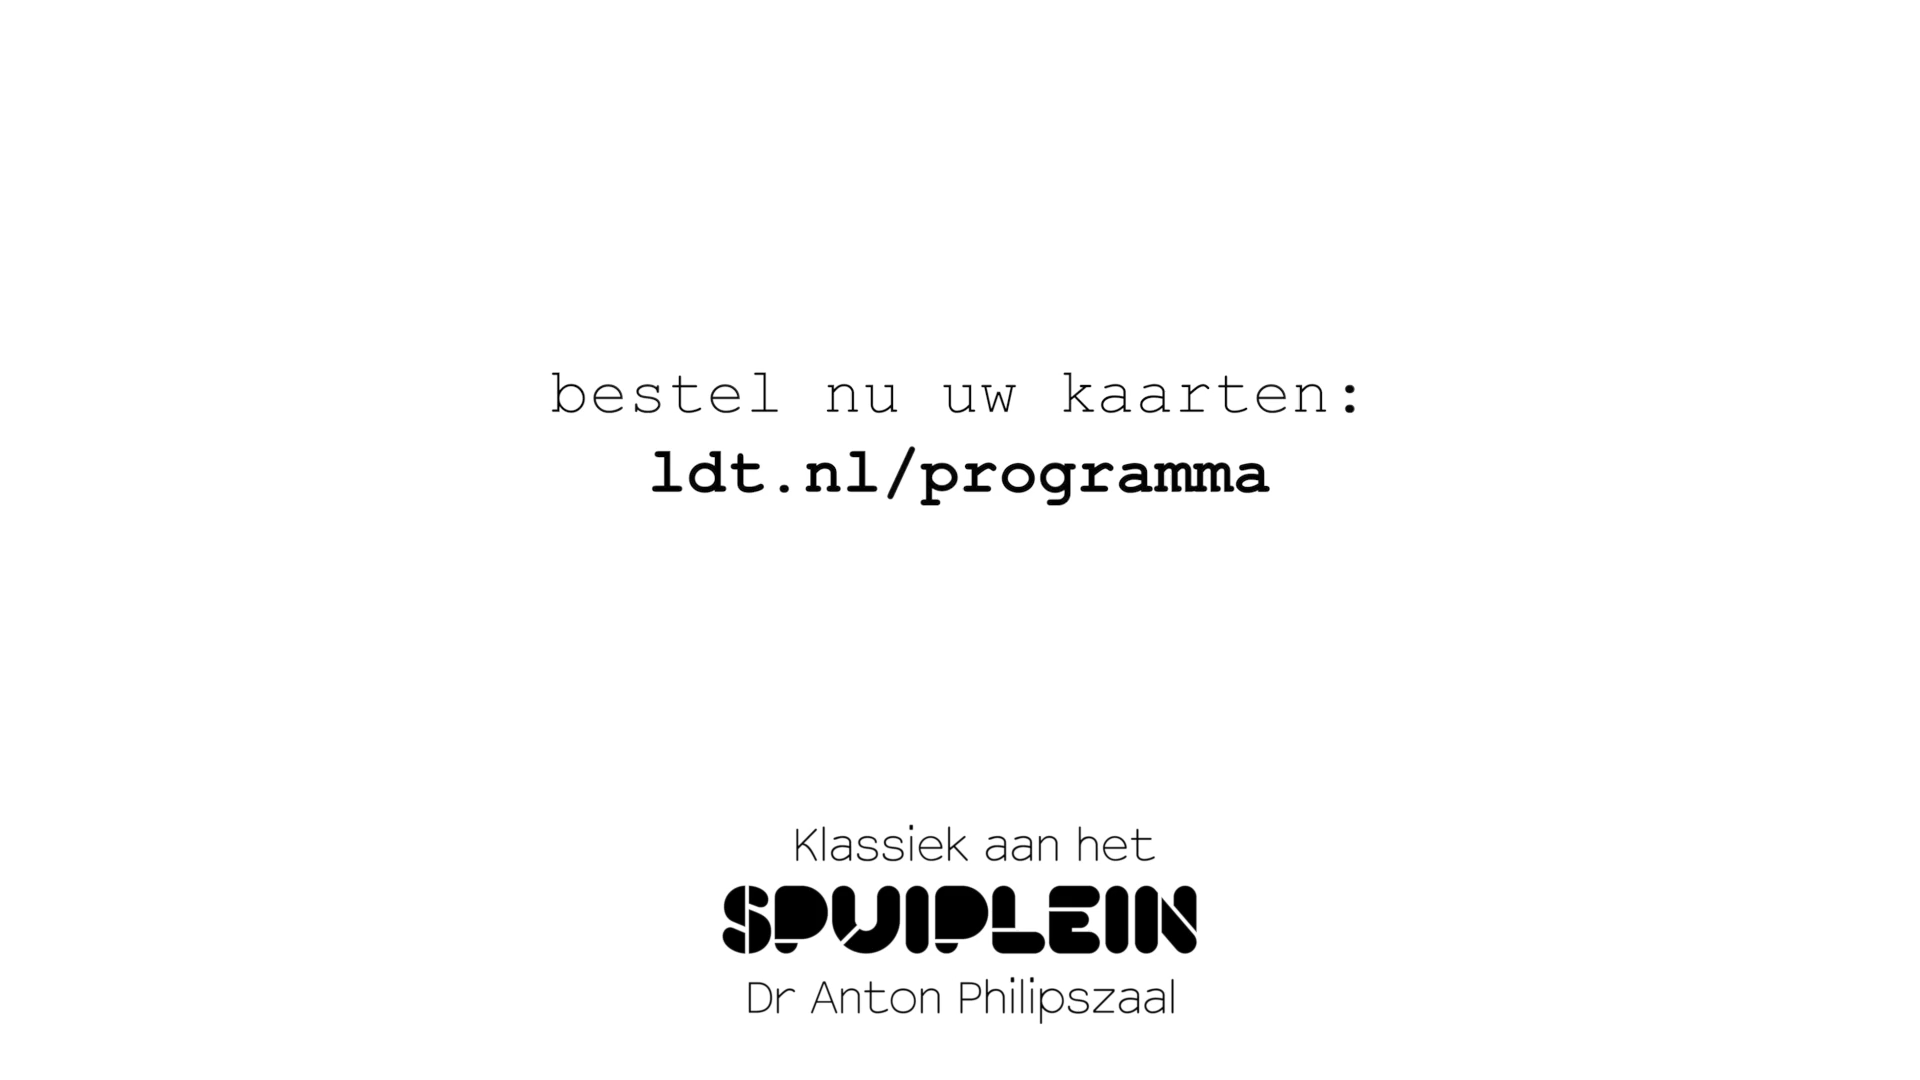 bestel nu uw kaarten:
ldt.nl/programma
Klassiek aan het
SPUIPLEIN
Dr Anton Philipszaal